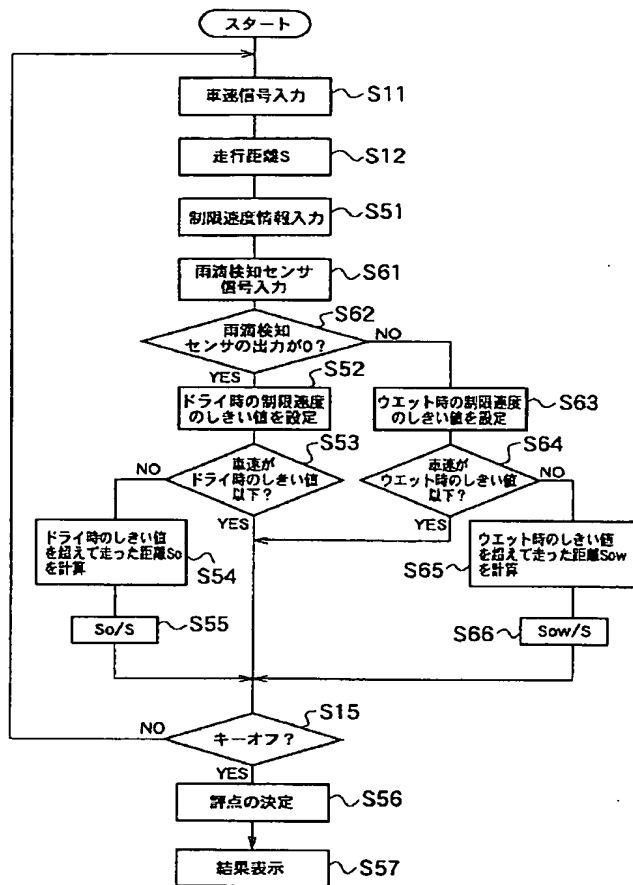 スタート
車速信号入力
S11
走行距離S
S12
制限速度情報入力
S51
雨滴検知センサ
信号入力
S61
雨滴検知
センサの出力が0?
S62
NO
YES
S52
ドライ時の制限速度
のしきい値を設定
ウエット時の制限速度
のしきい値を設定
S63
S53
車速が
ドライ時のしきい値
以下?
NO
YES
S64
車速が
ウエット時のしきい値
以下?
NO
YES
ドライ時のしきい値
を超えて走った距離So
を計算
S54
ウエット時のしきい値
を超えて走った距離Sow
を計算
S65
So/S
S55
Sow/S
S66
S15
キーオフ?
NO
YES
評点の決定
S56
結果表示
S57